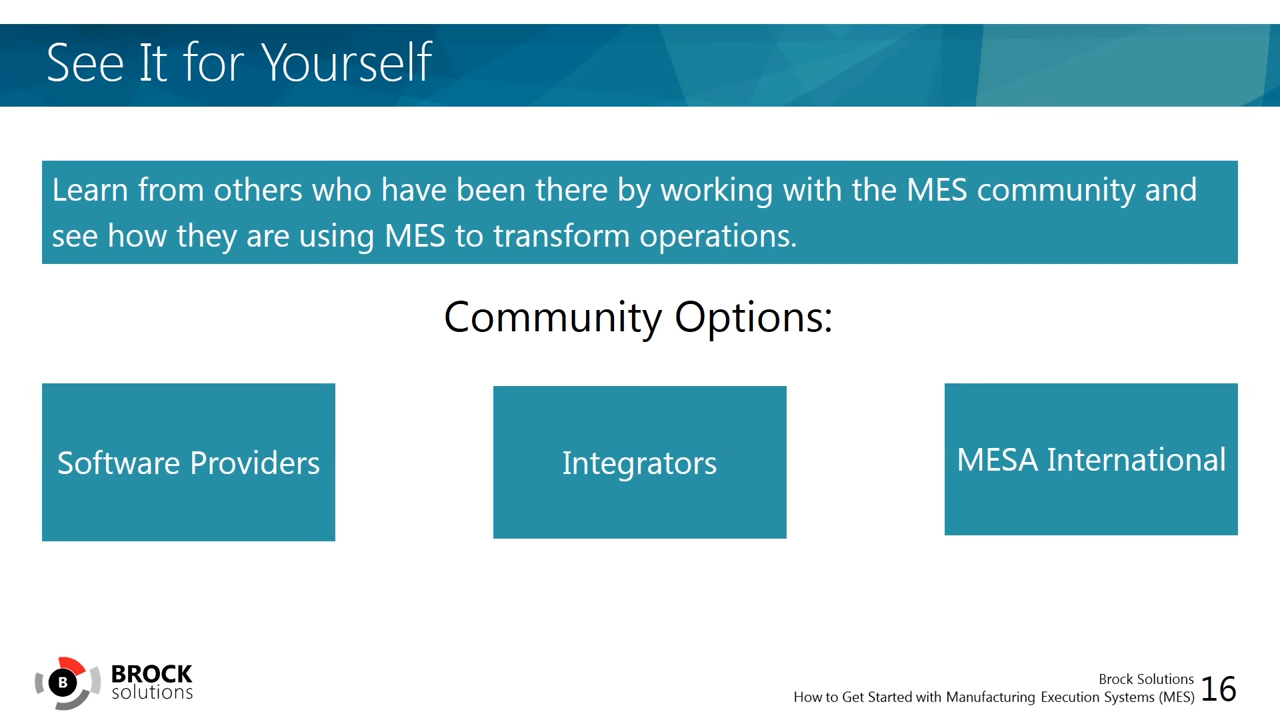 See It for Yourself
Learn from others who have been there by working with the MES community and
see how they are using MES to transform operations.
Community Options:
Software Providers
Integrators
MESA International
B
BROCK
solutions
Brock Solutions
How to Get Started with Manufacturing Execution Systems (MES)
16